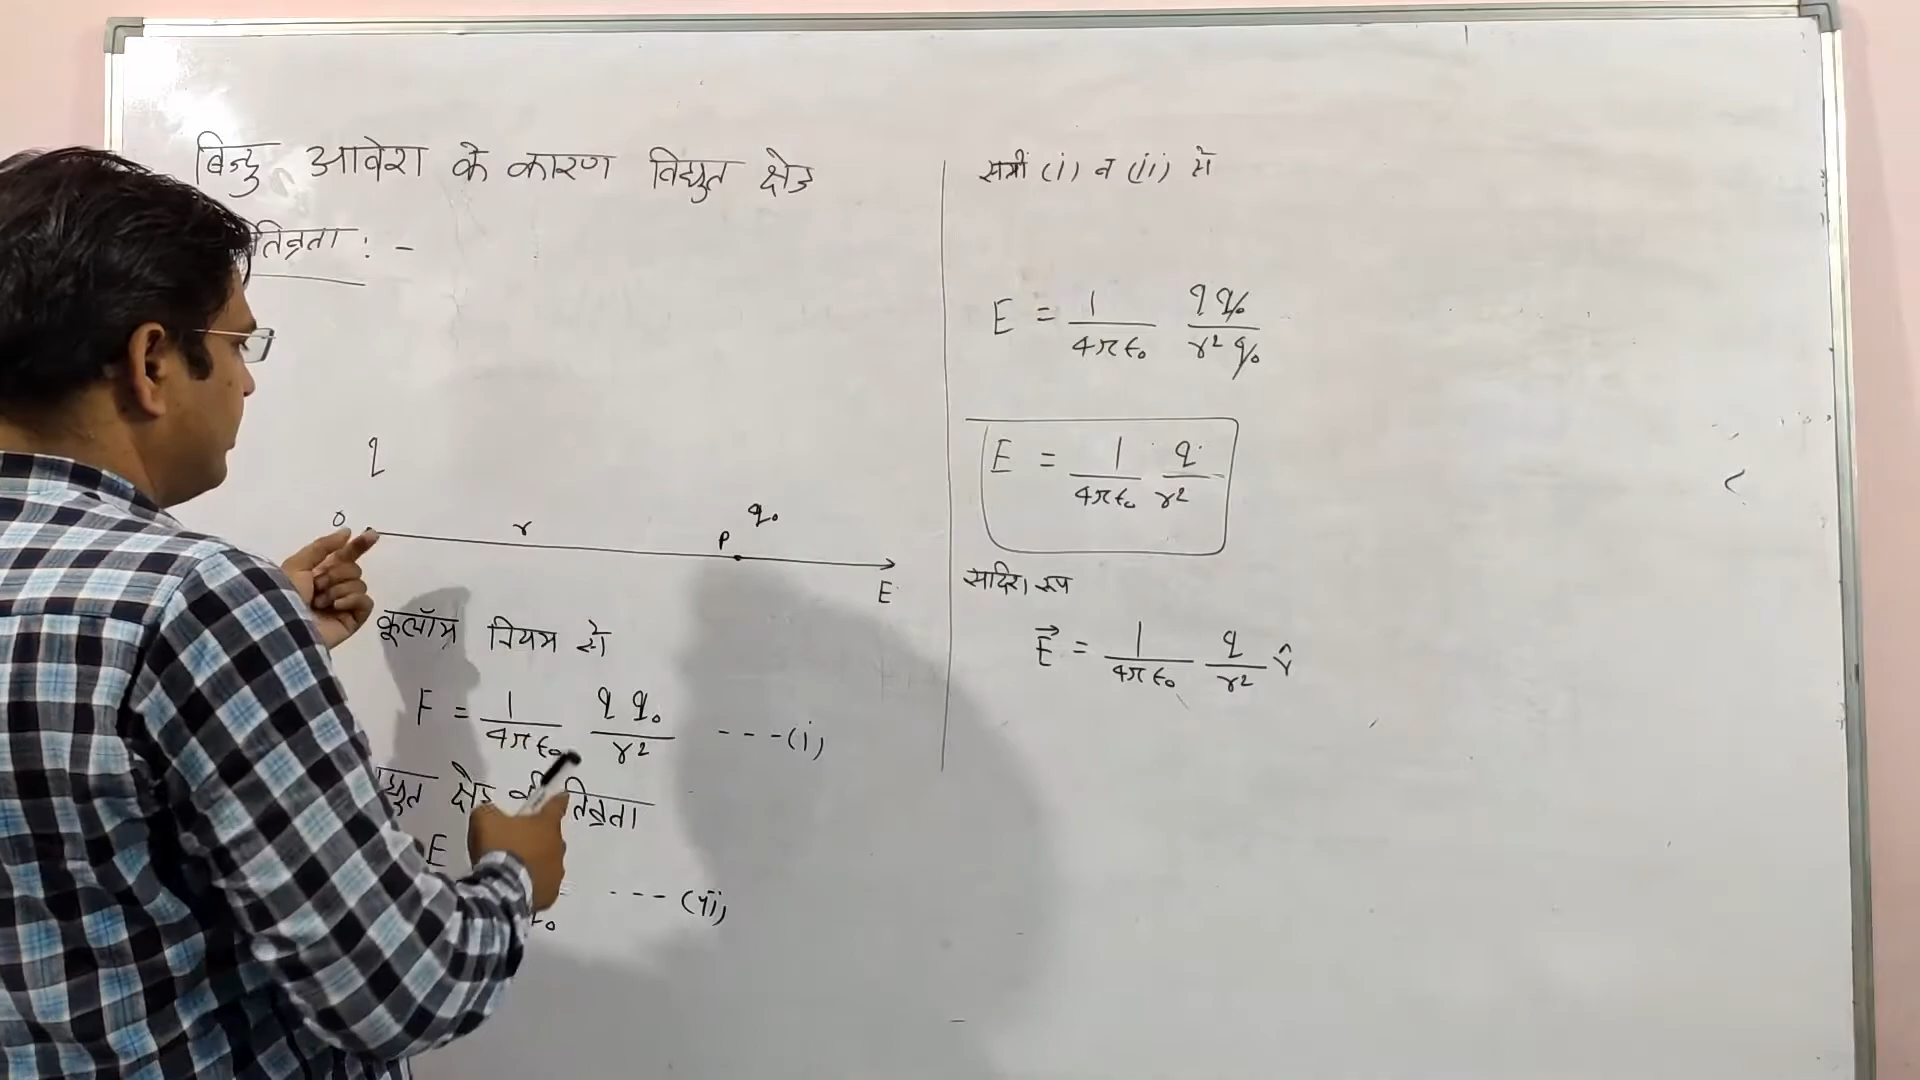 बिन्दु आवेश के कारण विद्युत क्षेत्र
तिव्रता : -
q
O r P q₀
E
कूलॉम नियम से
F = 1/4πε₀ q q₀/r² - - -(i)
द्युत क्षेत्र की तिव्रता
E
- - - (ii)
समी (i) व (ii) से
E = 1/4πε₀ q q₀/r² q₀
E = 1/4πε₀ q/r²
सदिश रूप
E⃗ = 1/4πε₀ q/r² r̂